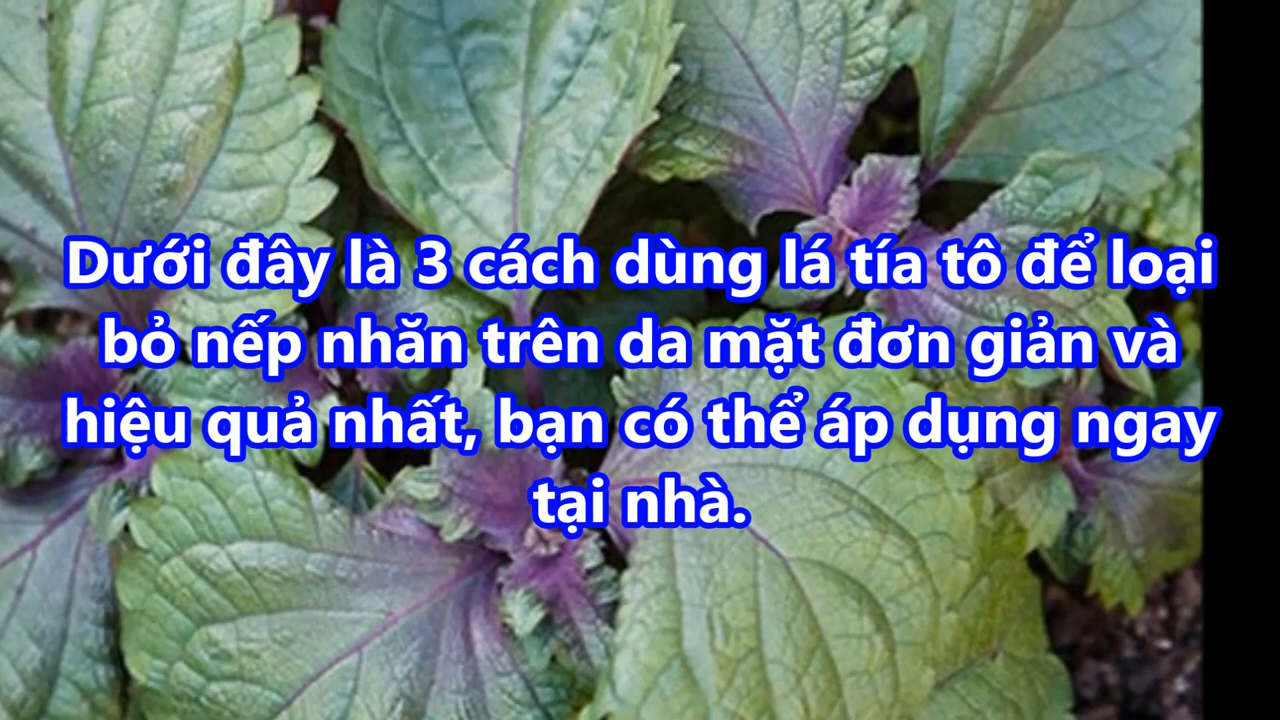 Dưới đây là 3 cách dùng lá tía tô để loại
bỏ nếp nhăn trên da mặt đơn giản và
hiệu quả nhất, bạn có thể áp dụng ngay
tại nhà.